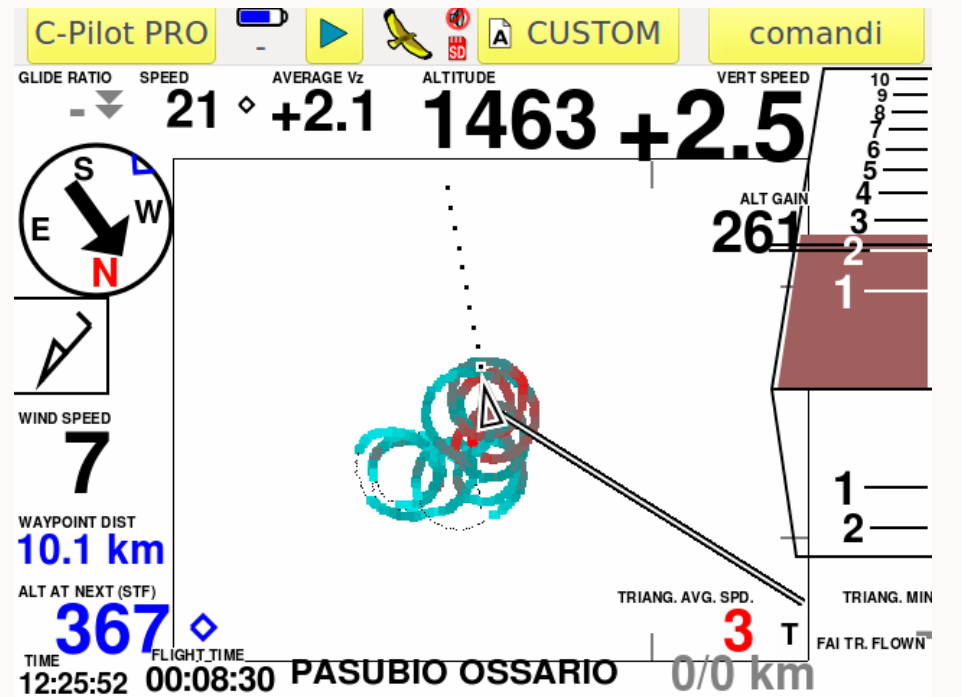 C-Pilot PRO - SD A CUSTOM comandi
GLIDE RATIO SPEED AVERAGE Vz ALTITUDE VERT SPEED
- 21 +2.1 1463 +2.5
10
9
8
7
6
5
4
3
2
1
1
2
S
E W
N
ALT GAIN
261
WIND SPEED
7
WAYPOINT DIST
10.1 km
ALT AT NEXT (STF)
367
TRIANG. AVG. SPD. TRIANG. MIN
3 T FAI TR. FLOWN
TIME FLIGHT TIME
12:25:52 00:08:30 PASUBIO OSSARIO 0/0 km